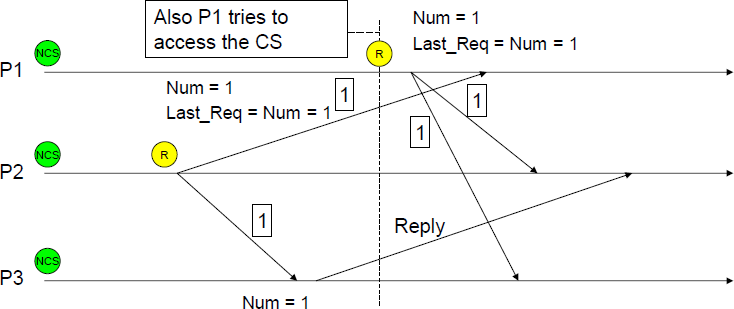 Also P1 tries to
access the CS
Num = 1
Last_Req = Num = 1
NCS
R
P1
Num = 1
Last_Req = Num = 1
1
1
1
NCS
R
P2
1
Reply
NCS
P3
Num = 1